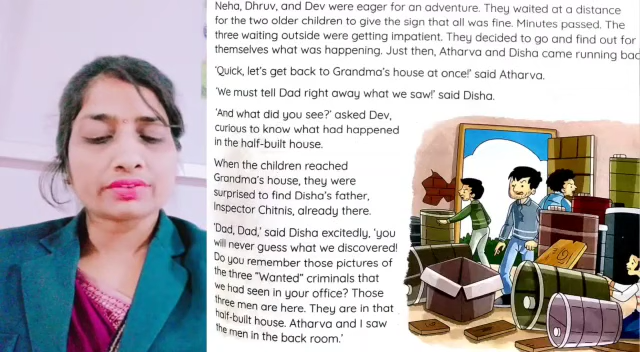 Neha, Dhruv, and Dev were eager for an adventure. They waited at a distance
for the two older children to give the sign that all was fine. Minutes passed. The
three waiting outside were getting impatient. They decided to go and find out for
themselves what was happening. Just then, Atharva and Disha came running bac
'Quick, let's get back to Grandma's house at once!' said Atharva.
'We must tell Dad right away what we saw!' said Disha.
'And what did you see?' asked Dev,
curious to know what had happened
in the half-built house.
When the children reached
Grandma's house, they were
surprised to find Disha's father,
Inspector Chitnis, already there.
'Dad, Dad,' said Disha excitedly, 'you
will never guess what we discovered!
Do you remember those pictures of
the three "Wanted" criminals that
we had seen in your office? Those
three men are here. They are in that
half-built house. Atharva and I saw
the men in the back room.'